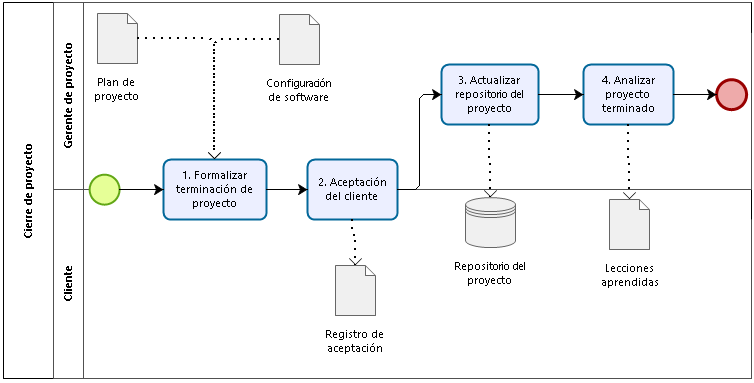 Cierre de proyecto
Gerente de proyecto
Cliente
Plan de
proyecto
Configuración
de software
3. Actualizar
repositorio del
proyecto
4. Analizar
proyecto
terminado
1. Formalizar
terminación de
proyecto
2. Aceptación
del cliente
Repositorio del
proyecto
Lecciones
aprendidas
Registro de
aceptación